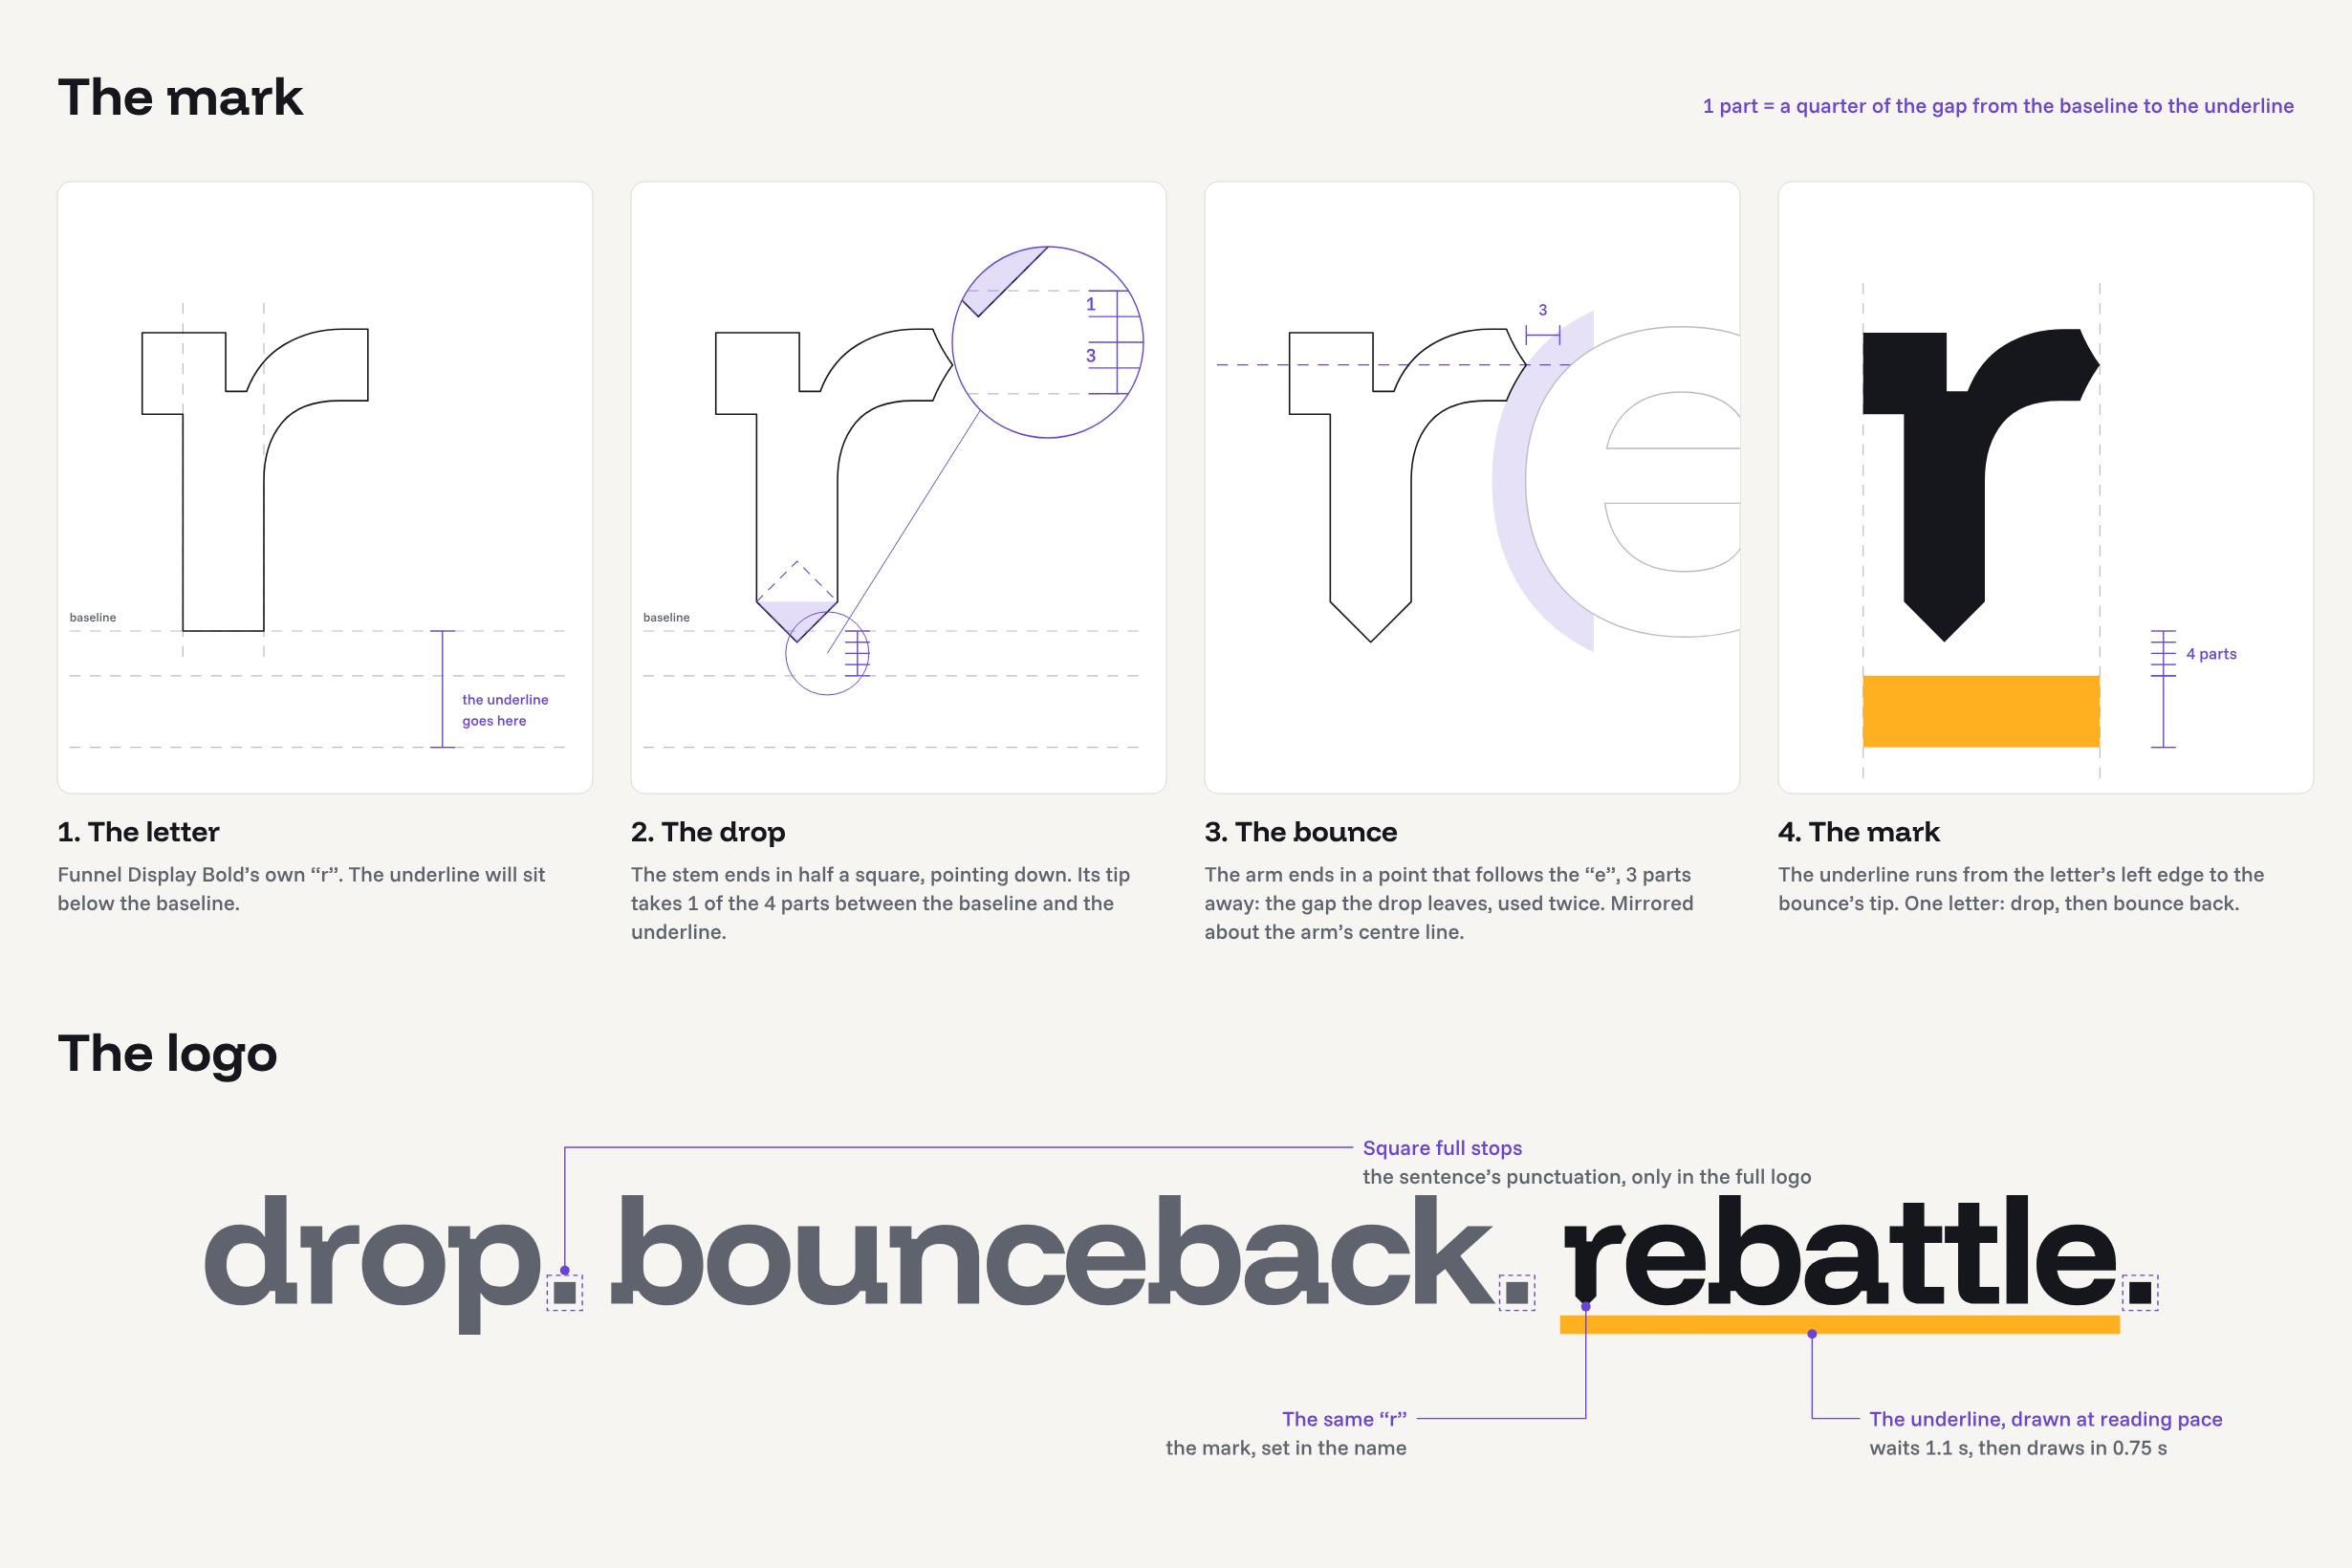 The mark
1 part = a quarter of the gap from the baseline to the underline
baseline
the underline
goes here
1. The letter
Funnel Display Bold’s own “r”. The underline will sit
below the baseline.
1
3
baseline
2. The drop
The stem ends in half a square, pointing down. Its tip
takes 1 of the 4 parts between the baseline and the
underline.
3
re
3. The bounce
The arm ends in a point that follows the “e”, 3 parts
away: the gap the drop leaves, used twice. Mirrored
about the arm’s centre line.
r
4 parts
4. The mark
The underline runs from the letter’s left edge to the
bounce’s tip. One letter: drop, then bounce back.
The logo
Square full stops
the sentence’s punctuation, only in the full logo
drop. bounceback. rebattle.
The same “r”
the mark, set in the name
The underline, drawn at reading pace
waits 1.1 s, then draws in 0.75 s